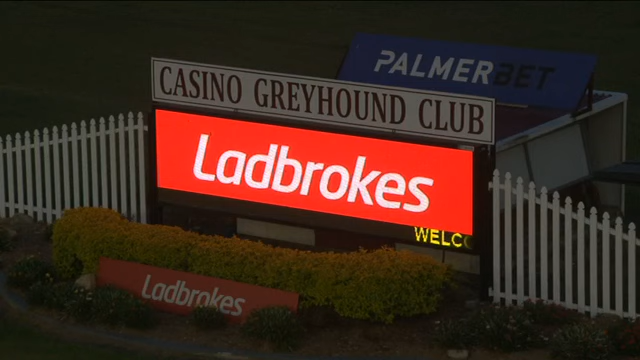 PALMERBET
CASINO GREYHOUND CLUB
Ladbrokes
WELC
Ladbrokes